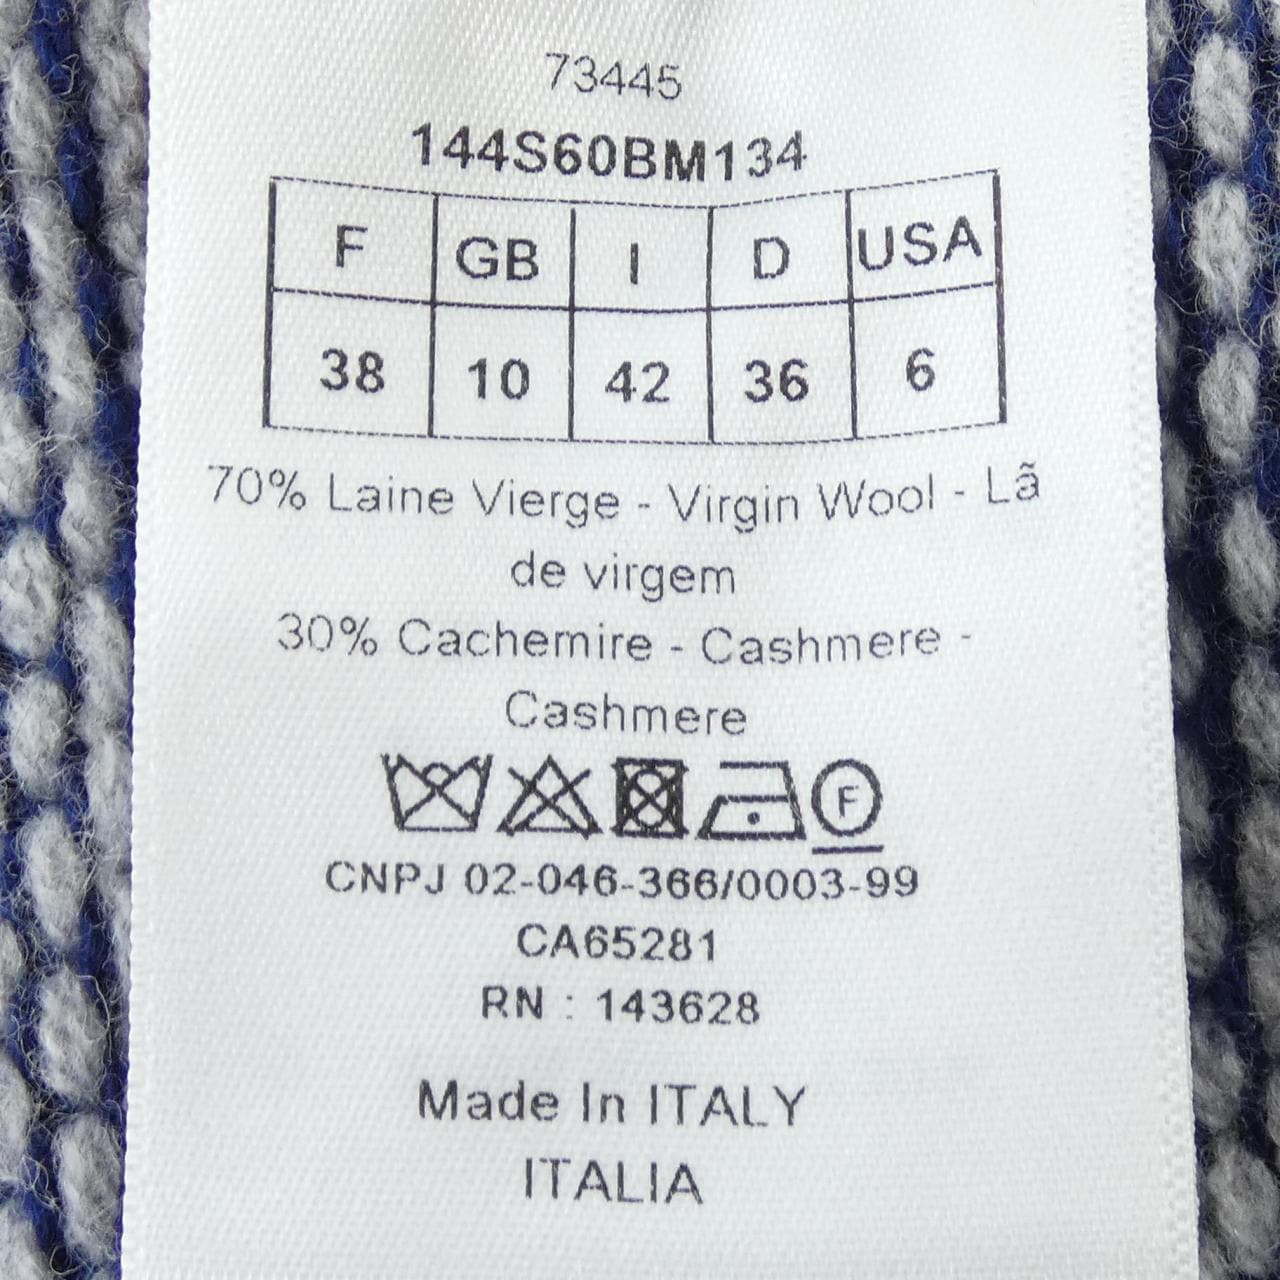 73445
144S60BM134
F GB I D USA
38 10 42 36 6
70% Laine Vierge - Virgin Wool - Lã
de virgem
30% Cachemire - Cashmere -
Cashmere
F
CNPJ 02-046-366/0003-99
CA65281
RN : 143628
Made In ITALY
ITALIA